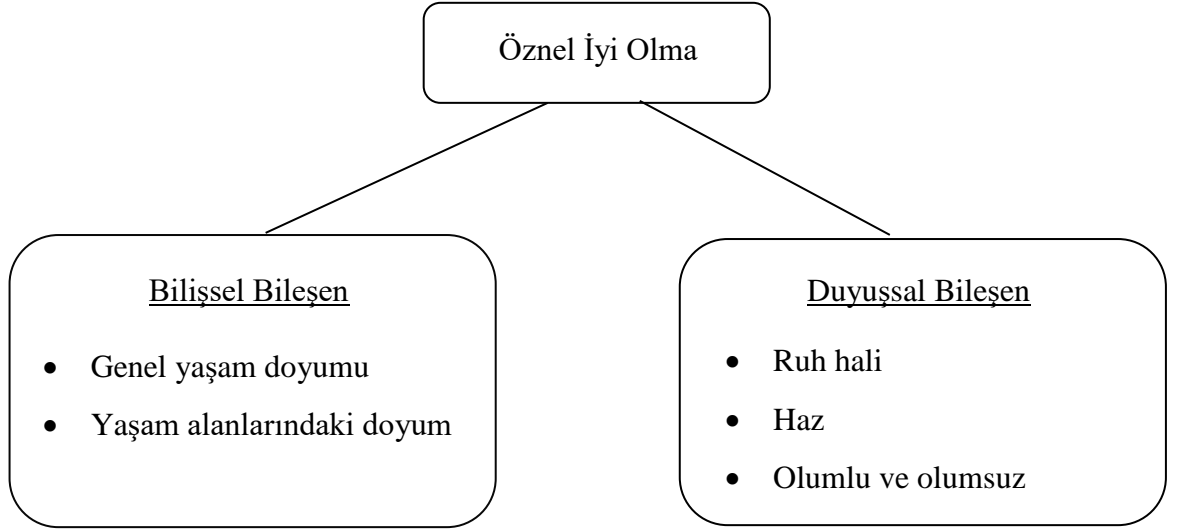 Öznel İyi Olma
Bilişsel Bileşen
• Genel yaşam doyumu
• Yaşam alanlarındaki doyum
Duyuşsal Bileşen
• Ruh hali
• Haz
• Olumlu ve olumsuz